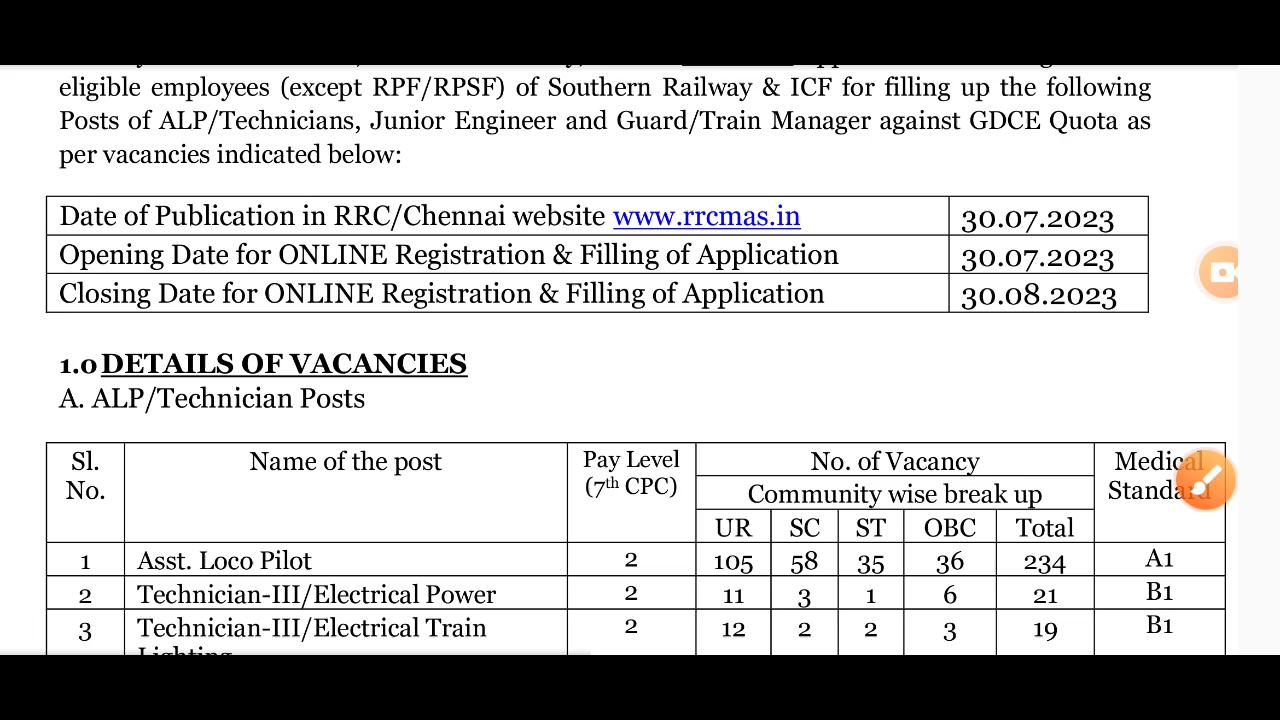 eligible employees (except RPF/RPSF) of Southern Railway & ICF for filling up the following
Posts of ALP/Technicians, Junior Engineer and Guard/Train Manager against GDCE Quota as
per vacancies indicated below:
Date of Publication in RRC/Chennai website www.rrcmas.in 30.07.2023
Opening Date for ONLINE Registration & Filling of Application 30.07.2023
Closing Date for ONLINE Registration & Filling of Application 30.08.2023
1.0 DETAILS OF VACANCIES
A. ALP/Technician Posts
Sl. No. Name of the post Pay Level (7th CPC) No. of Vacancy Medical Standard
Community wise break up
UR SC ST OBC Total
1 Asst. Loco Pilot 2 105 58 35 36 234 A1
2 Technician-III/Electrical Power 2 11 3 1 6 21 B1
3 Technician-III/Electrical Train 2 12 2 2 3 19 B1
Lighting